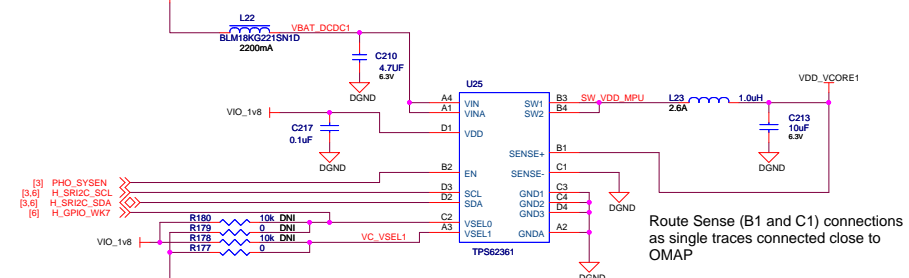 L22
BLM18KG221SN1D
2200mA
VBAT_DCDC1
C210
4.7UF
6.3V
DGND
U25
VDD_VCORE1
A4 VIN
A1 VINA
D1 VDD
B2 EN
D3 SCL
D2 SDA
C2 VSEL0
A3 VSEL1
SW1 B3
SW2 B4
SENSE+ B1
SENSE- C1
GND1 C3
GND2 C4
GND3 D4
GNDA A2
TPS62361
SW_VDD_MPU
L23 1.0uH
2.6A
C213
10uF
6.3V
DGND
VIO_1v8
C217
0.1uF
DGND
[3] PHO_SYSEN
[3,6] H_SRI2C_SCL
[3,6] H_SRI2C_SDA
[6] H_GPIO_WK7
R180 10k DNI
R179 0
R178 10k DNI
R177 0
VIO_1v8
VC_VSEL1
DGND
DGND
Route Sense (B1 and C1) connections
as single traces connected close to
OMAP